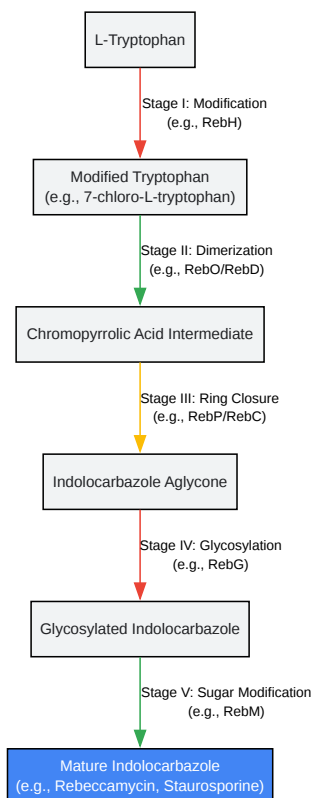 L-Tryptophan
Stage I: Modification
(e.g., RebH)
Modified Tryptophan
(e.g., 7-chloro-L-tryptophan)
Stage II: Dimerization
(e.g., RebO/RebD)
Chromopyrrolic Acid Intermediate
Stage III: Ring Closure
(e.g., RebP/RebC)
Indolocarbazole Aglycone
Stage IV: Glycosylation
(e.g., RebG)
Glycosylated Indolocarbazole
Stage V: Sugar Modification
(e.g., RebM)
Mature Indolocarbazole
(e.g., Rebeccamycin, Staurosporine)